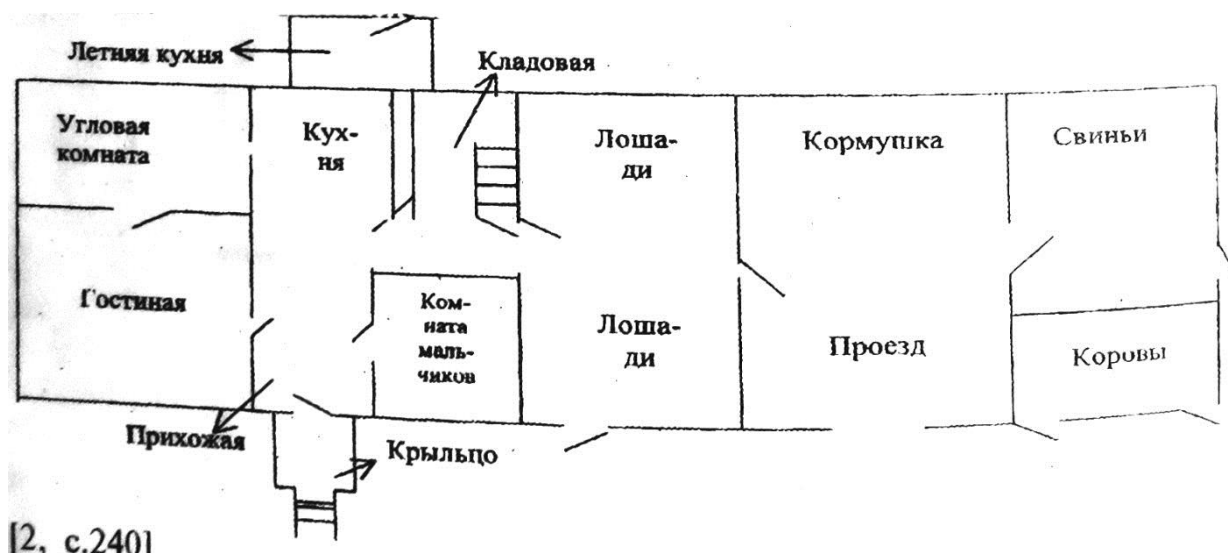 Летняя кухня
Кладовая
Угловая
комната
Кух-
ня
Лоша-
ди
Кормушка
Свиньи
Гостиная
Ком-
ната
маль-
чиков
Лоша-
ди
Проезд
Коровы
Прихожая
Крыльцо
[2, с.240]